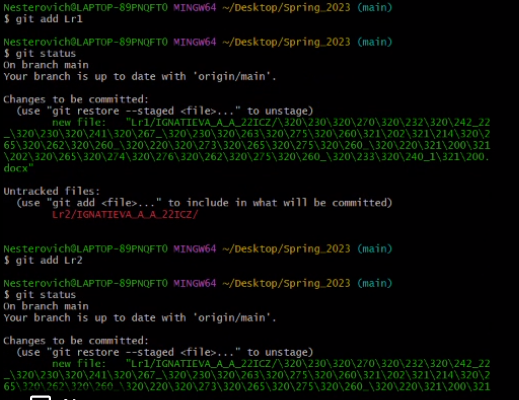 Nesterovich@LAPTOP-89PNQFT0 MINGW64 ~/Desktop/Spring_2023 (main)
$ git add Lr1
Nesterovich@LAPTOP-89PNQFT0 MINGW64 ~/Desktop/Spring_2023 (main)
$ git status
On branch main
Your branch is up to date with 'origin/main'.
Changes to be committed:
(use "git restore --staged <file>..." to unstage)
new file:   "Lr1/IGNATIEVA_A_A_22ICZ/\320\230\320\270\320\232\320\242_22
_\320\230\320\241\320\267_\320\230\320\263\320\275\320\260\321\202\321\214\320\2
65\320\262\320\260_\320\220\320\273\320\265\320\275\320\260_\320\220\321\200\321
\202\320\265\320\274\320\276\320\262\320\275\320\260_\320\233\320\240_1\321\200.
docx"
Untracked files:
(use "git add <file>..." to include in what will be committed)
Lr2/IGNATIEVA_A_A_22ICZ/
Nesterovich@LAPTOP-89PNQFT0 MINGW64 ~/Desktop/Spring_2023 (main)
$ git add Lr2
Nesterovich@LAPTOP-89PNQFT0 MINGW64 ~/Desktop/Spring_2023 (main)
$ git status
On branch main
Your branch is up to date with 'origin/main'.
Changes to be committed:
(use "git restore --staged <file>..." to unstage)
new file:   "Lr1/IGNATIEVA_A_A_22ICZ/\320\230\320\270\320\232\320\242_22
_\320\230\320\241\320\267_\320\230\320\263\320\275\320\260\321\202\321\214\320\2
65\320\262\320\260_\320\220\320\273\320\265\320\275\320\260_\320\220\321\200\321